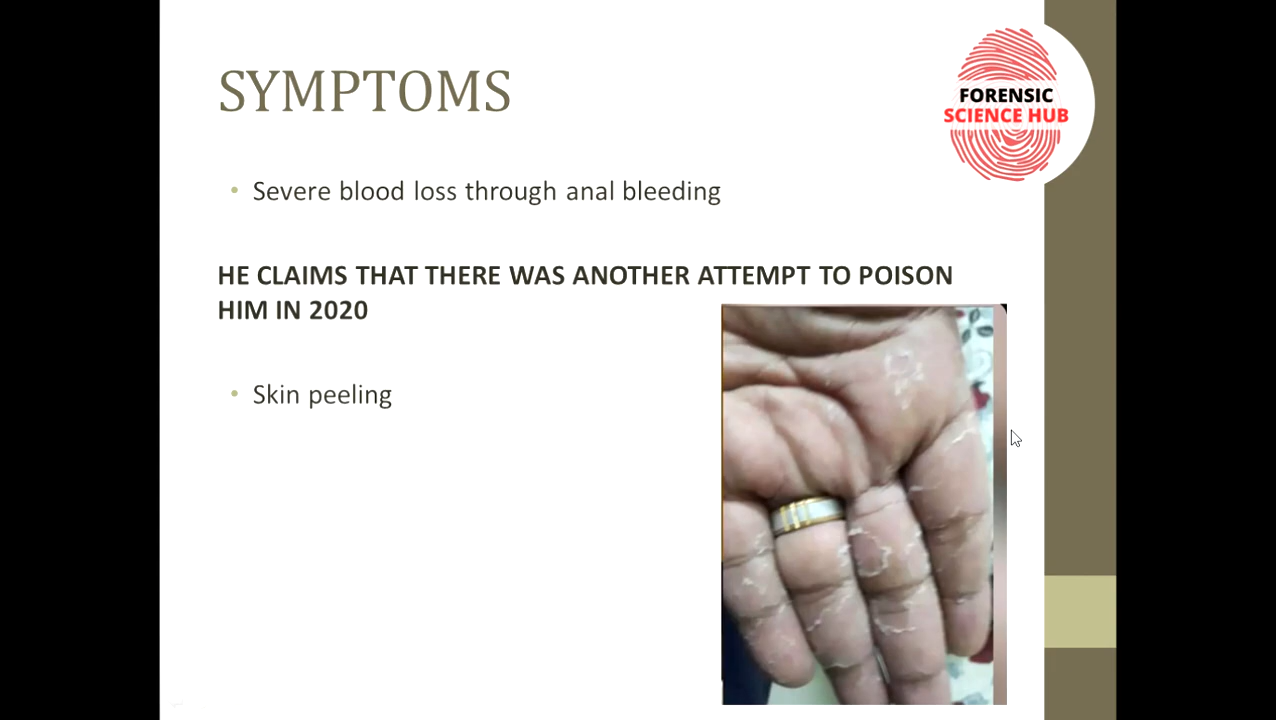 SYMPTOMS
FORENSIC
SCIENCE HUB
• Severe blood loss through anal bleeding
HE CLAIMS THAT THERE WAS ANOTHER ATTEMPT TO POISON
HIM IN 2020
• Skin peeling